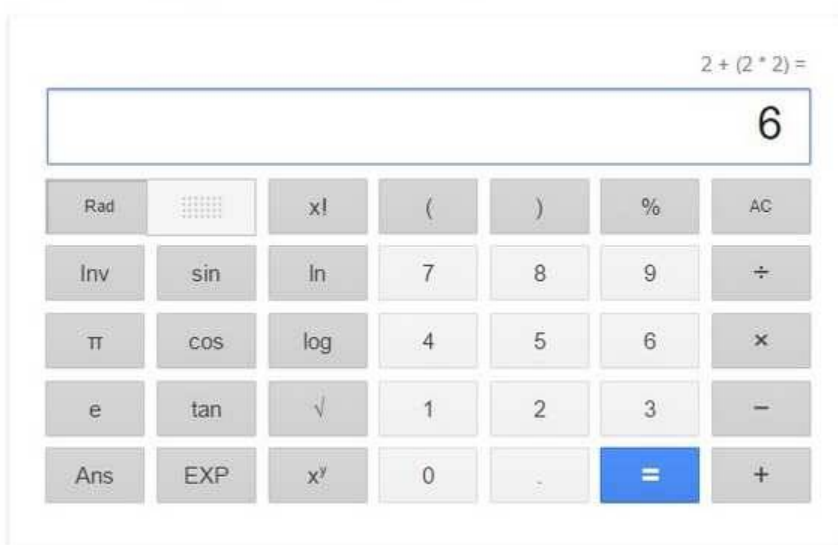 2 + (2 * 2) =
6
Rad x! ( ) % AC
Inv sin ln 7 8 9 ÷
π cos log 4 5 6 ×
e tan √ 1 2 3 −
Ans EXP xʸ 0 . = +